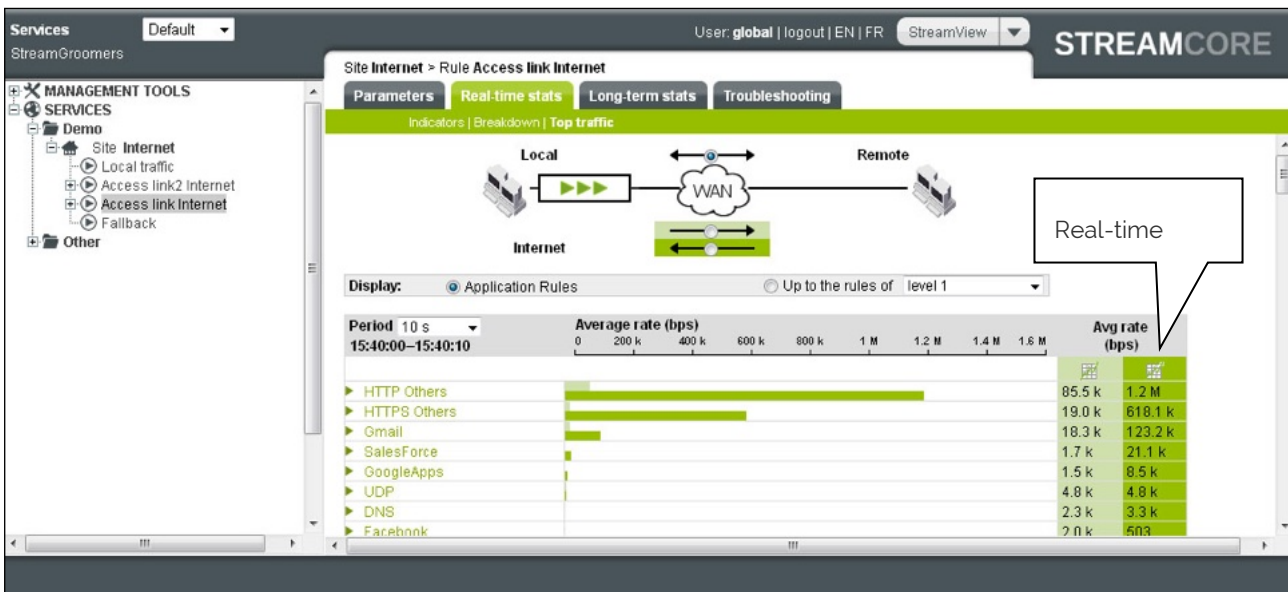 Services Default
StreamGroomers
User: global | logout | EN | FR StreamView
STREAMCORE
MANAGEMENT TOOLS
SERVICES
Demo
Site Internet
Local traffic
Access link2 Internet
Access link Internet
Fallback
Other
Site Internet > Rule Access link Internet
Parameters Real-time stats Long-term stats Troubleshooting
Indicators | Breakdown | Top traffic
Local Remote
WAN
Internet
Real-time
Display: Application Rules Up to the rules of level 1
Period 10 s Average rate (bps) Avg rate
15:40:00–15:40:10 0 200 k 400 k 600 k 800 k 1 M 1.2 M 1.4 M 1.6 M (bps)
HTTP Others 85.5 k 1.2 M
HTTPS Others 19.0 k 618.1 k
Gmail 18.3 k 123.2 k
SalesForce 1.7 k 21.1 k
GoogleApps 1.5 k 8.5 k
UDP 4.8 k 4.8 k
DNS 2.3 k 3.3 k
Facebook 2.0 k 503